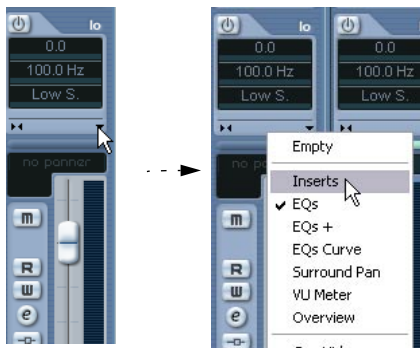 lo
0.0
100.0 Hz
Low S.
no panner
m
R
W
e
lo
0.0
100.0 Hz
Low S.
0.0
100.0 Hz
Low S.
no pa
m
R
W
e
Empty
Inserts
EQs
EQs +
EQs Curve
Surround Pan
VU Meter
Overview